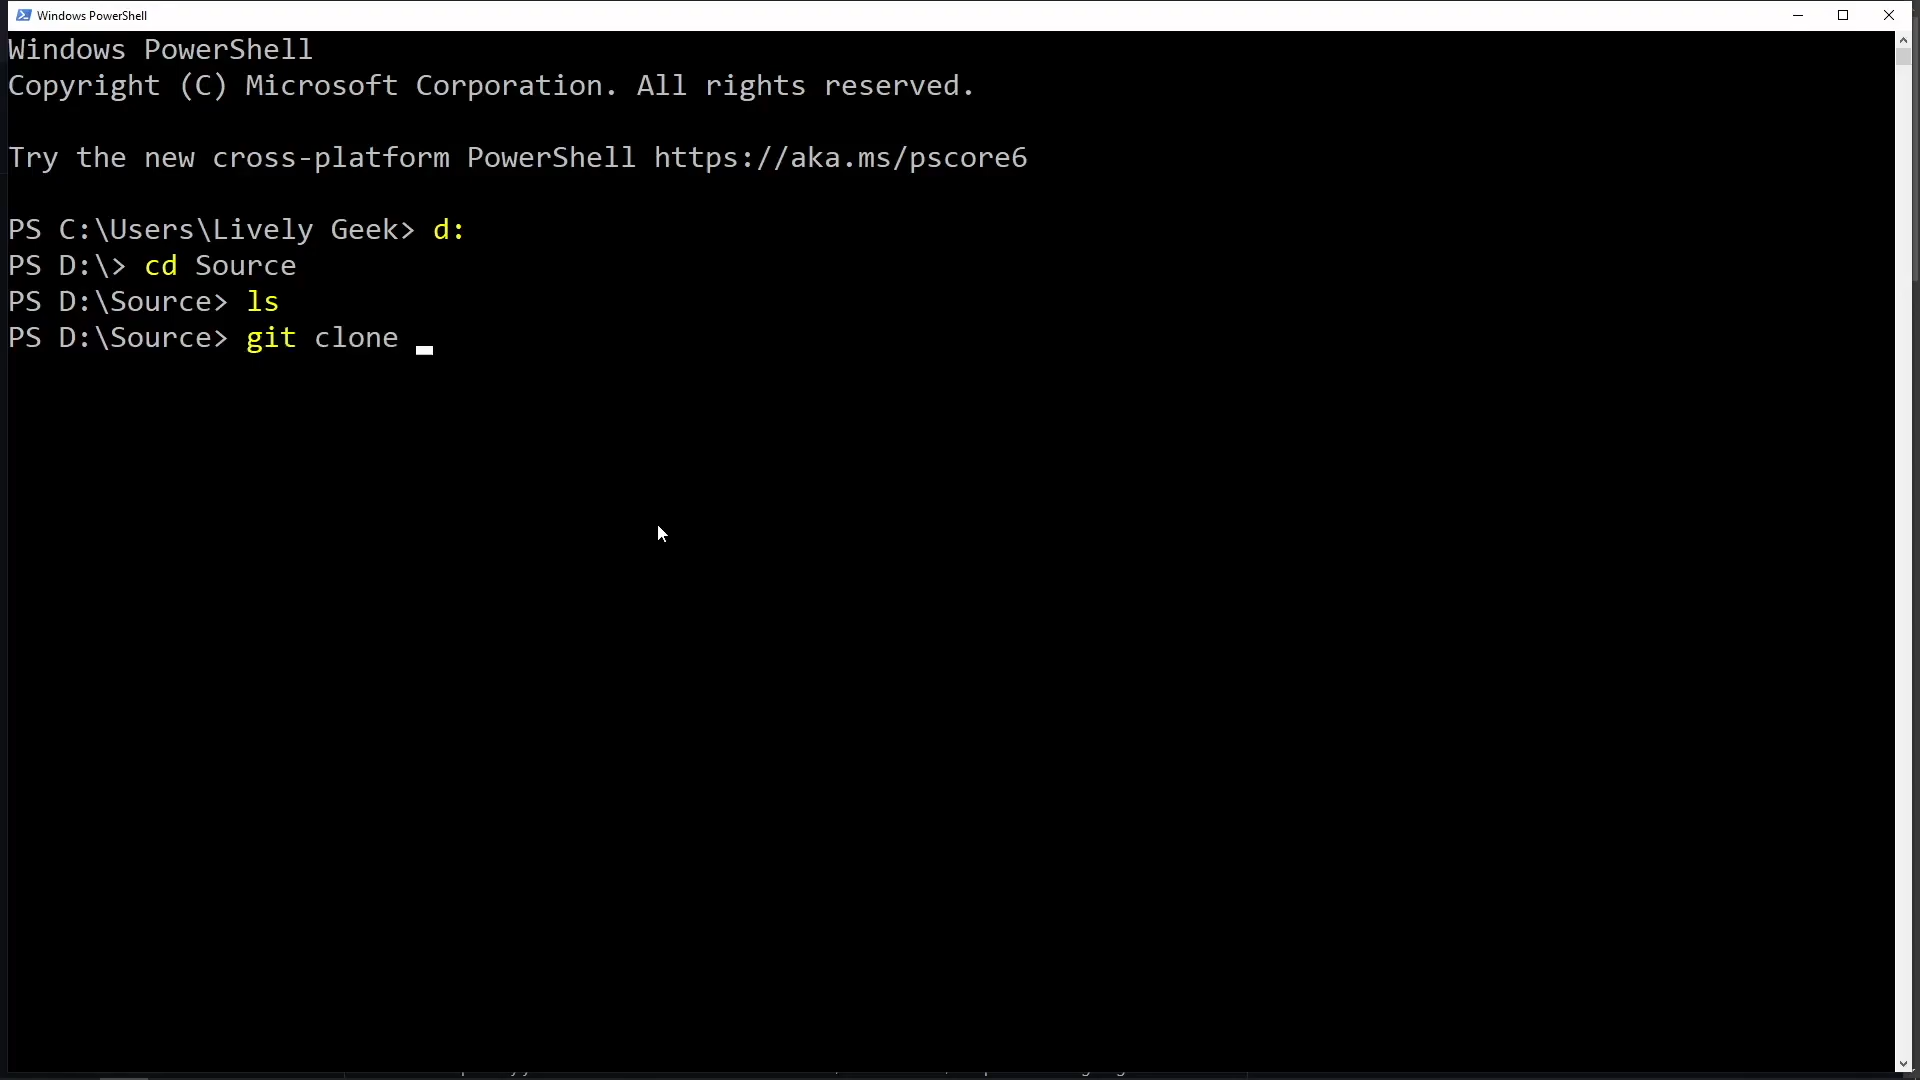 Windows PowerShell
Windows PowerShell
Copyright (C) Microsoft Corporation. All rights reserved.
Try the new cross-platform PowerShell https://aka.ms/pscore6
PS C:\Users\Lively Geek> d:
PS D:\> cd Source
PS D:\Source> ls
PS D:\Source> git clone